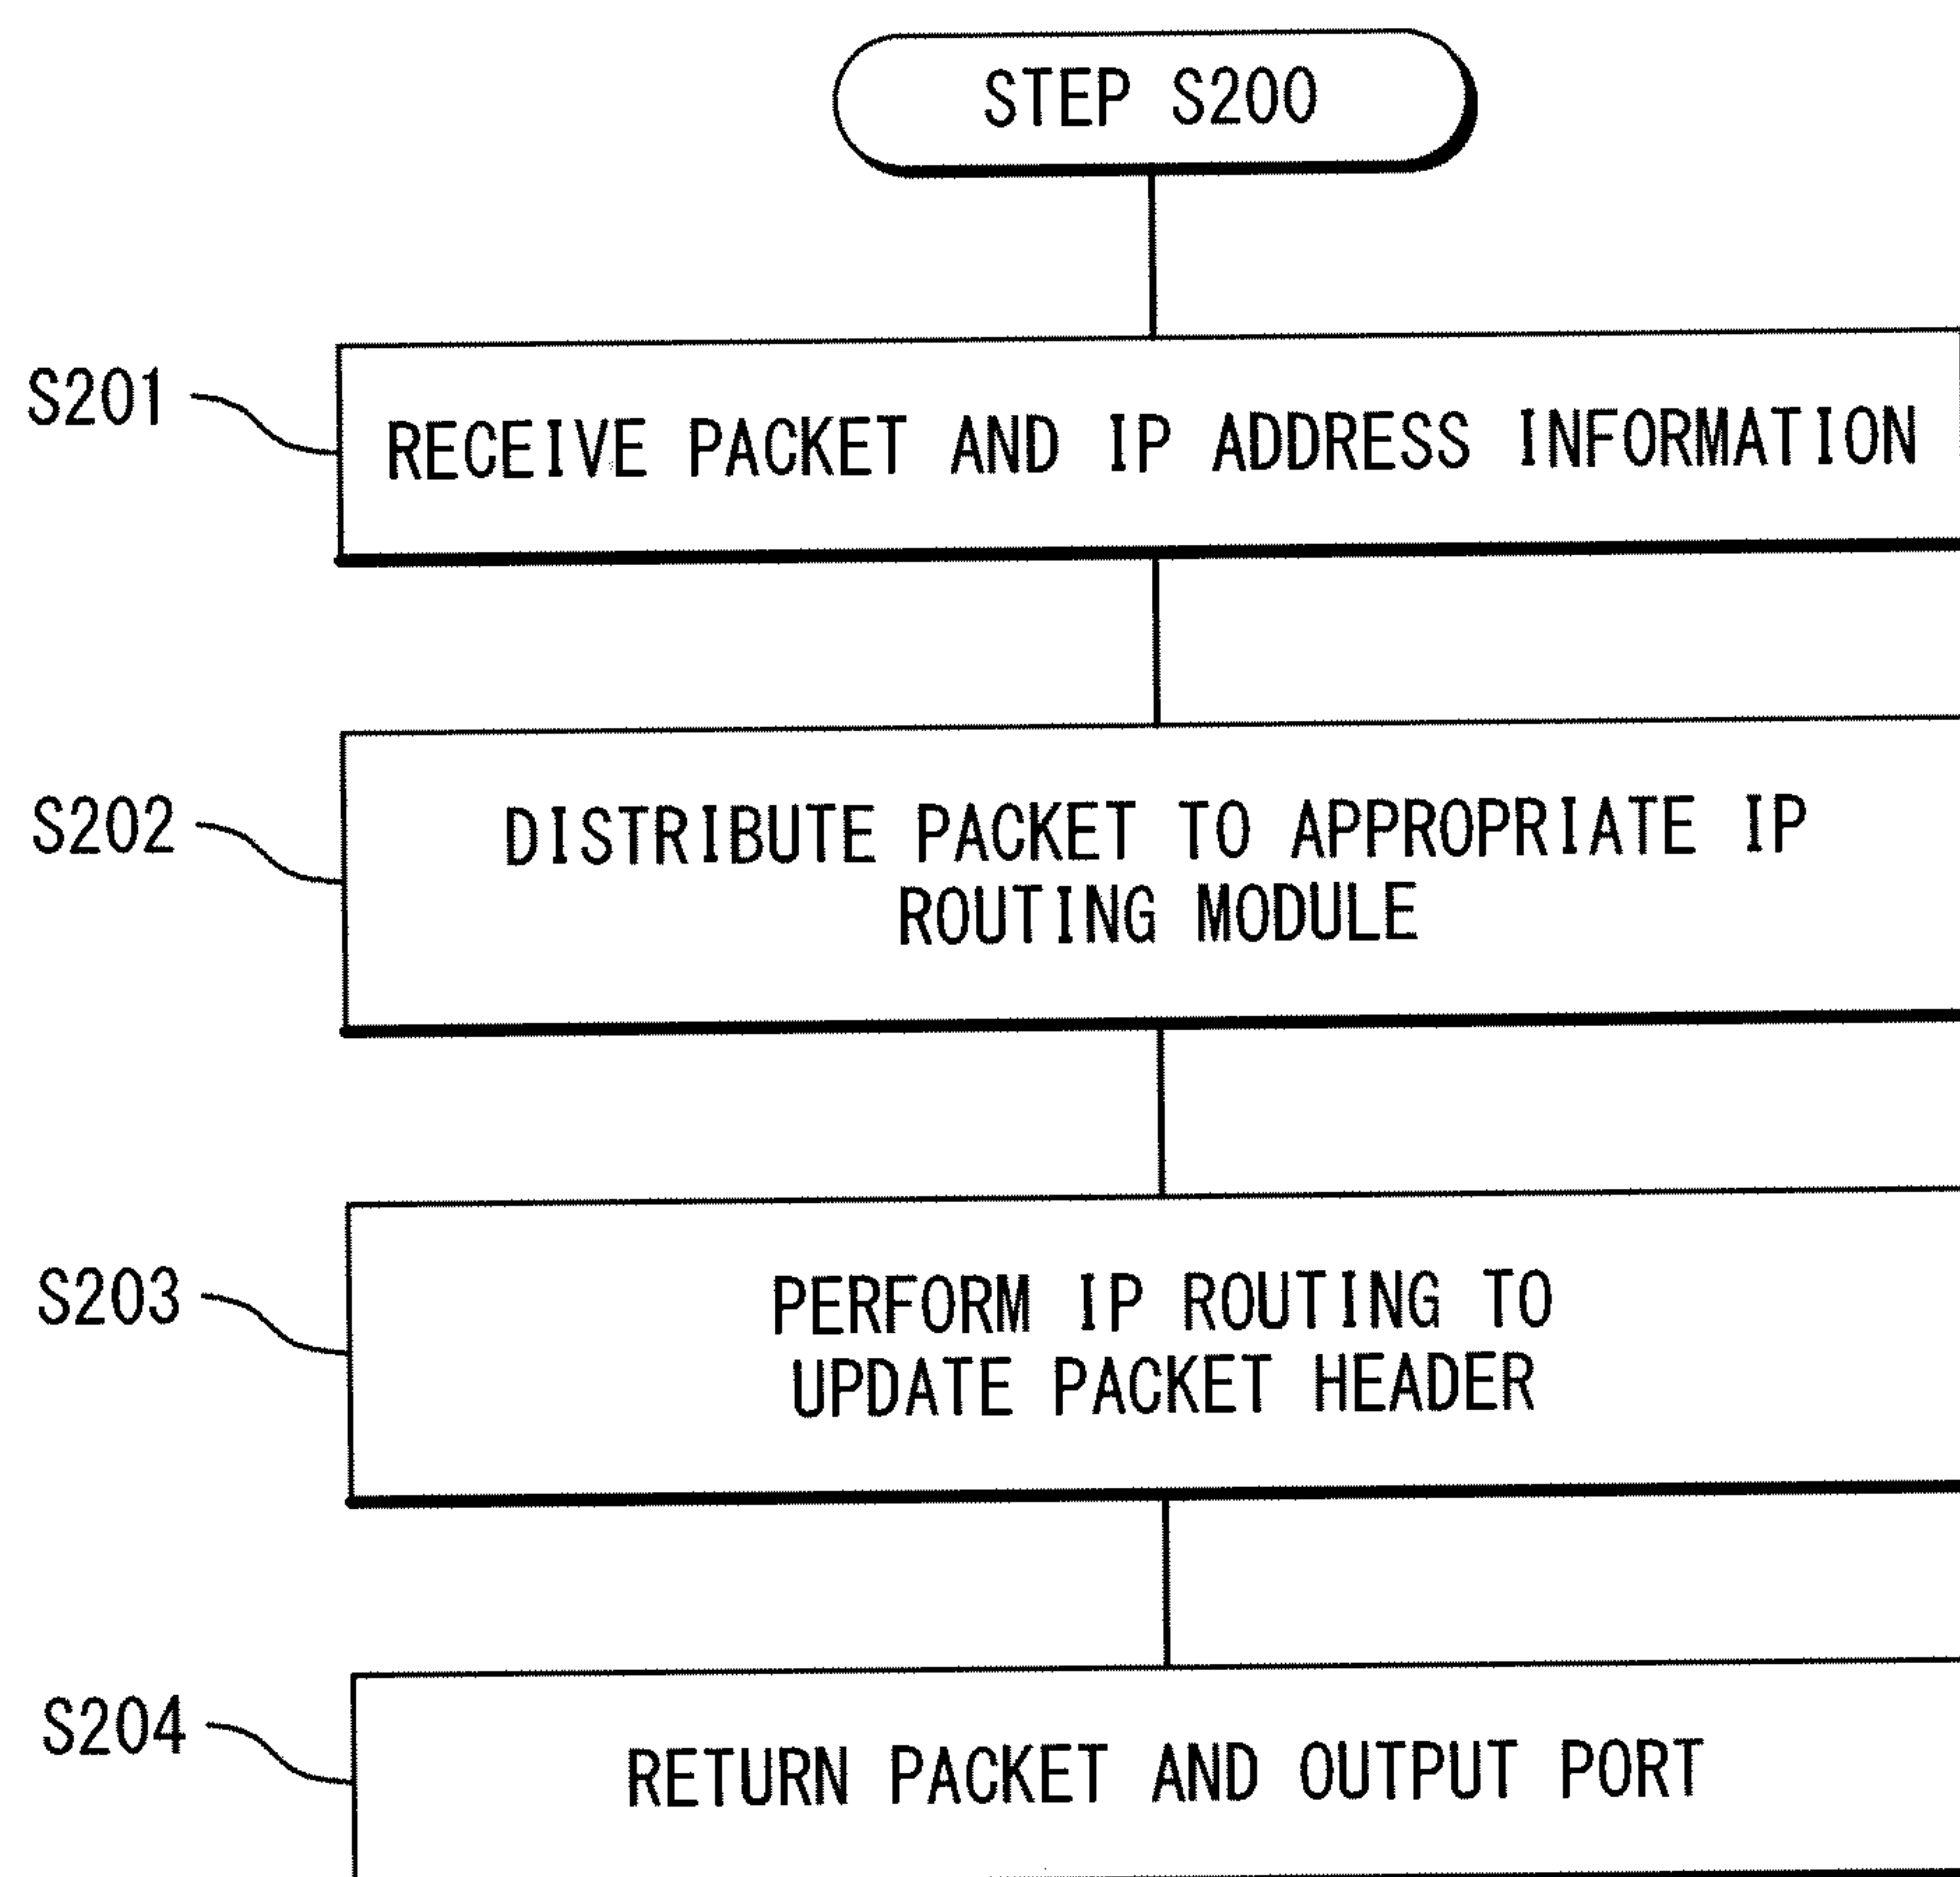 STEP S200
S201
RECEIVE PACKET AND IP ADDRESS INFORMATION
S202
DISTRIBUTE PACKET TO APPROPRIATE IP
ROUTING MODULE
S203
PERFORM IP ROUTING TO
UPDATE PACKET HEADER
S204
RETURN PACKET AND OUTPUT PORT